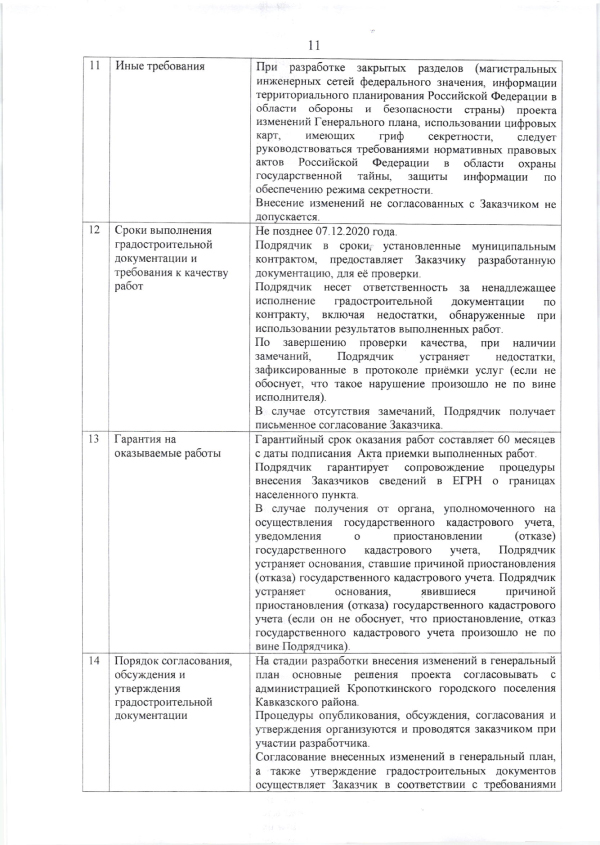 11
11 Иные требования При разработке закрытых разделов (магистральных
инженерных сетей федерального значения, информации
территориального планирования Российской Федерации в
области обороны и безопасности страны) проекта
изменений Генерального плана, использовании цифровых
карт, имеющих гриф секретности, следует
руководствоваться требованиями нормативных правовых
актов Российской Федерации в области охраны
государственной тайны, защиты информации по
обеспечению режима секретности.
Внесение изменений не согласованных с Заказчиком не
допускается.
12 Сроки выполнения Не позднее 07.12.2020 года.
градостроительной Подрядчик в сроки, установленные муниципальным
документации и контрактом, предоставляет Заказчику разработанную
требования к качеству документацию, для её проверки.
работ Подрядчик несет ответственность за ненадлежащее
исполнение градостроительной документации по
контракту, включая недостатки, обнаруженные при
использовании результатов выполненных работ.
По завершению проверки качества, при наличии
замечаний, Подрядчик устраняет недостатки,
зафиксированные в протоколе приёмки услуг (если не
обоснует, что такое нарушение произошло не по вине
исполнителя).
В случае отсутствия замечаний, Подрядчик получает
письменное согласование Заказчика.
13 Гарантия на Гарантийный срок оказания работ составляет 60 месяцев
оказываемые работы с даты подписания Акта приемки выполненных работ.
Подрядчик гарантирует сопровождение процедуры
внесения Заказчиков сведений в ЕГРН о границах
населенного пункта.
В случае получения от органа, уполномоченного на
осуществления государственного кадастрового учета,
уведомления о приостановлении (отказе)
государственного кадастрового учета, Подрядчик
устраняет основания, ставшие причиной приостановления
(отказа) государственного кадастрового учета. Подрядчик
устраняет основания, явившиеся причиной
приостановления (отказа) государственного кадастрового
учета (если он не обоснует, что приостановление, отказ
государственного кадастрового учета произошло не по
вине Подрядчика).
14 Порядок согласования, На стадии разработки внесения изменений в генеральный
обсуждения и план основные решения проекта согласовывать с
утверждения администрацией Кропоткинского городского поселения
градостроительной Кавказского района.
документации Процедуры опубликования, обсуждения, согласования и
утверждения организуются и проводятся заказчиком при
участии разработчика.
Согласование внесенных изменений в генеральный план,
а также утверждение градостроительных документов
осуществляет Заказчик в соответствии с требованиями